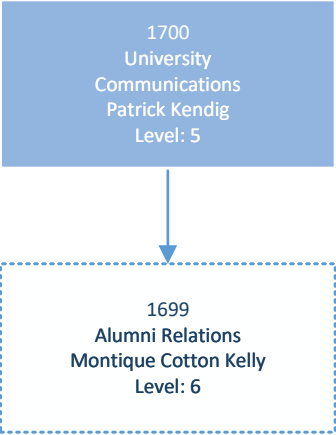 1700
University
Communications
Patrick Kendig
Level: 5
1699
Alumni Relations
Montique Cotton Kelly
Level: 6